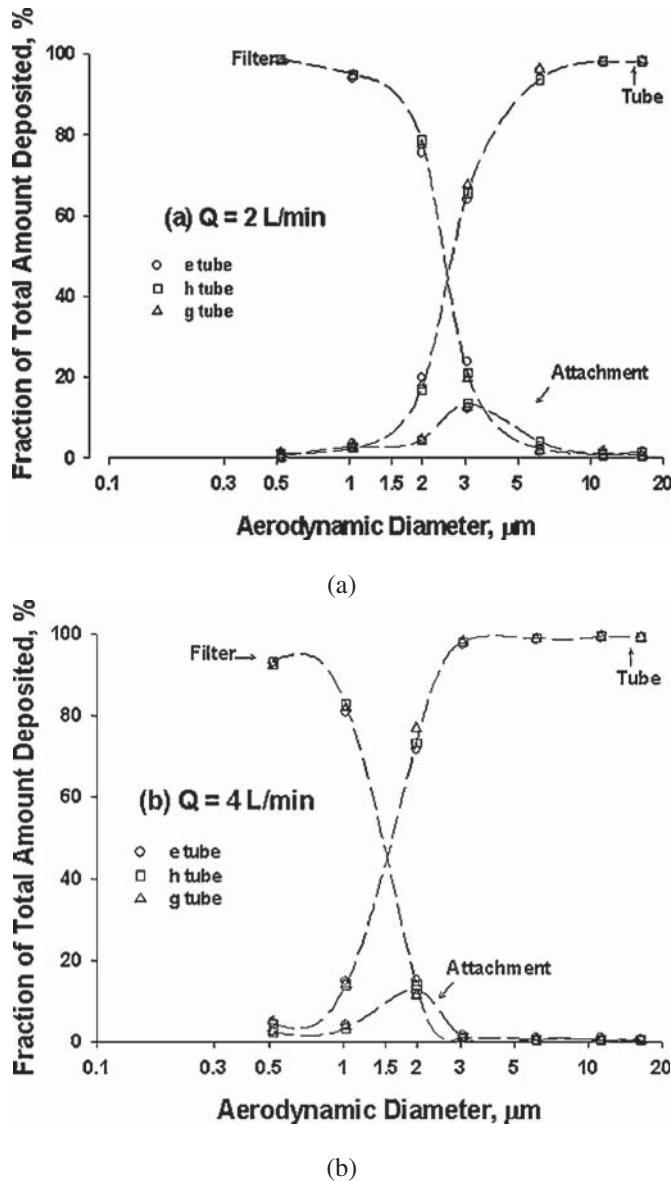 100
80
60
40
20
0
Fraction of Total Amount Deposited, %
Filter
Tube
(a) Q = 2 L/min
e tube
h tube
g tube
Attachment
0.1 0.3 0.5 1 1.5 2 3 5 10 20
Aerodynamic Diameter, µm
(a)
100
80
60
40
20
0
Fraction of Total Amount Deposited, %
Filter
Tube
(b) Q = 4 L/min
e tube
h tube
g tube
Attachment
0.1 0.3 0.5 1 1.5 2 3 5 10 20
Aerodynamic Diameter, µm
(b)